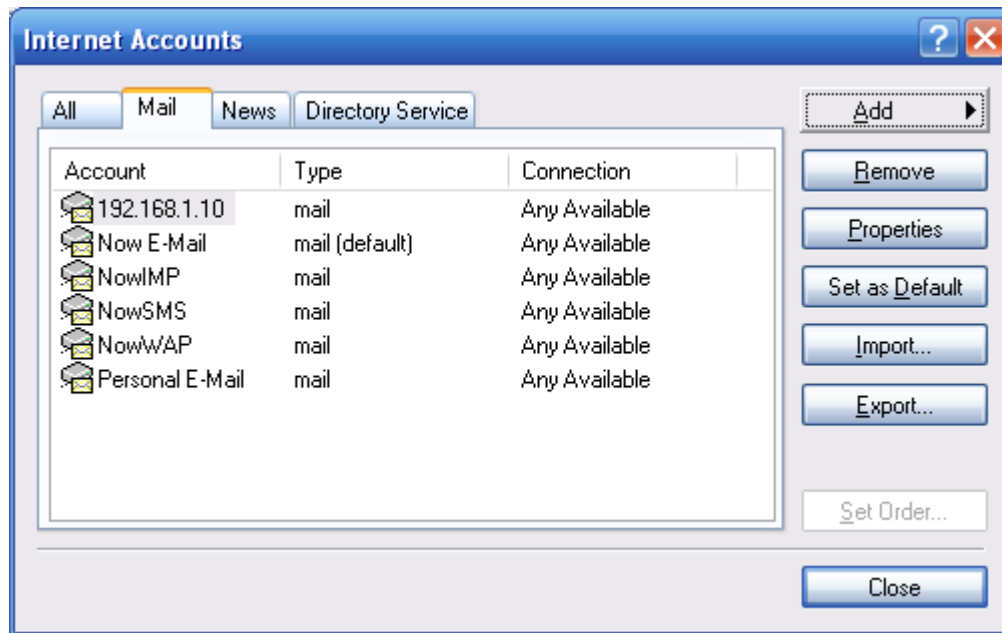 Internet Accounts
All Mail News Directory Service
Account Type Connection
192.168.1.10 mail Any Available
Now E-Mail mail (default) Any Available
NowIMP mail Any Available
NowSMS mail Any Available
NowWAP mail Any Available
Personal E-Mail mail Any Available
Add
Remove
Properties
Set as Default
Import...
Export...
Set Order...
Close